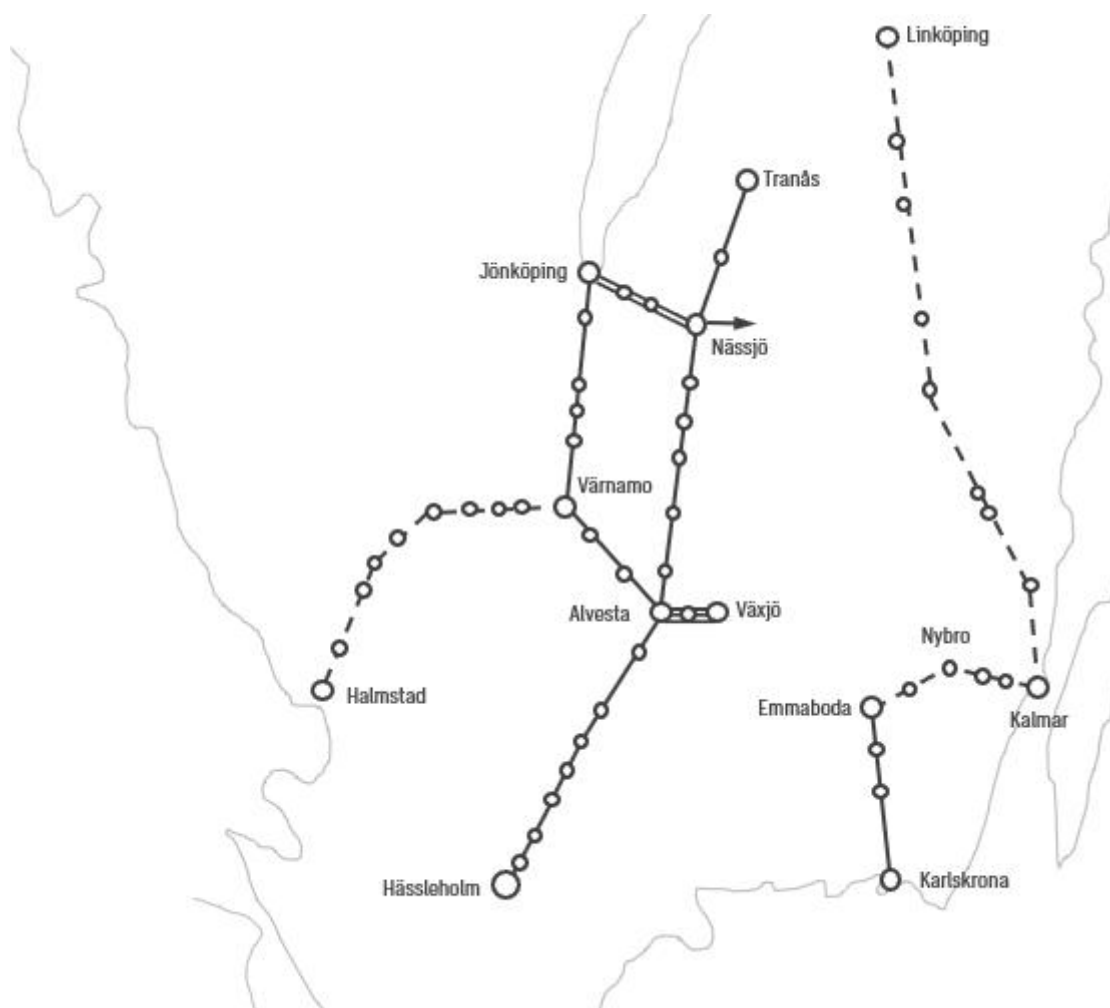 Linköping
Tranås
Jönköping
Nässjö
Värnamo
Alvesta
Växjö
Nybro
Halmstad
Emmaboda
Kalmar
Hässleholm
Karlskrona